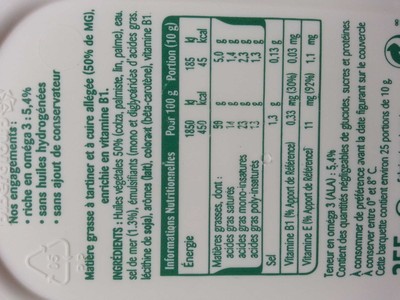 Nos engagements :
• riche en oméga 3 : 5,4%
• sans huiles hydrogénées
• sans ajout de conservateur
Matière grasse à tartiner et à cuire allégée (50% de MG),
enrichie en vitamine B1.
INGRÉDIENTS : Huiles végétales 50% (colza, palmiste, lin, palme), eau,
sel de mer (1,3%), émulsifiants (mono et diglycérides d'acides gras,
lécithine de soja), arômes (lait), colorant (béta-carotène), vitamine B1.
Informations Nutritionnelles Pour 100 g Portion (10 g)
Énergie 1850 kJ 185 kJ
450 kcal 45 kcal
Matières grasses, dont : 50 g 5,0 g
acides gras saturés 14 g 1,4 g
acides gras mono-insaturés 23 g 2,3 g
acides gras poly-insaturés 13 g 1,3 g
Sel 1,3 g 0,13 g
Vitamine B1 (% Apport de Référence) 0,33 mg (30%) 0,03 mg
Vitamine E (% Apport de Référence) 11 mg (92%) 1,1 mg
Teneur en oméga 3 (ALA) : 5,4%
Contient des quantités négligeables de glucides, sucres et protéines
À consommer de préférence avant la date figurant sur le couvercle
À conserver entre 0° et 8° C.
Cette barquette contient environ 25 portions de 10 g